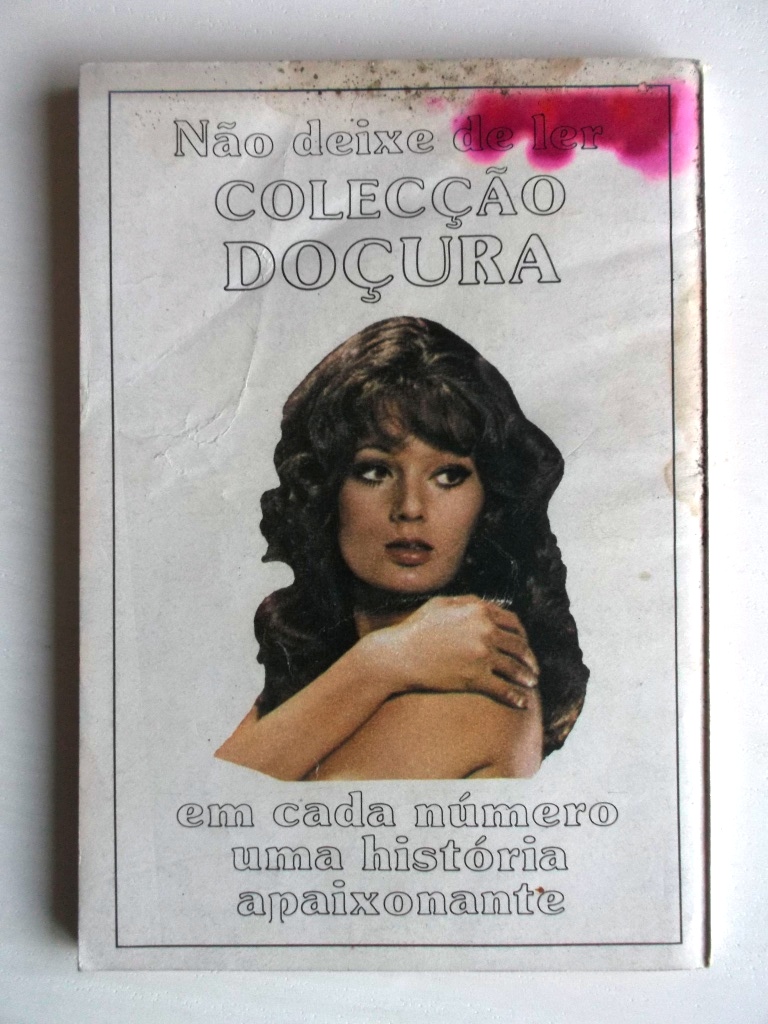 Não deixe de ler
COLECÇÃO
DOÇURA
em cada número
uma história
apaixonante